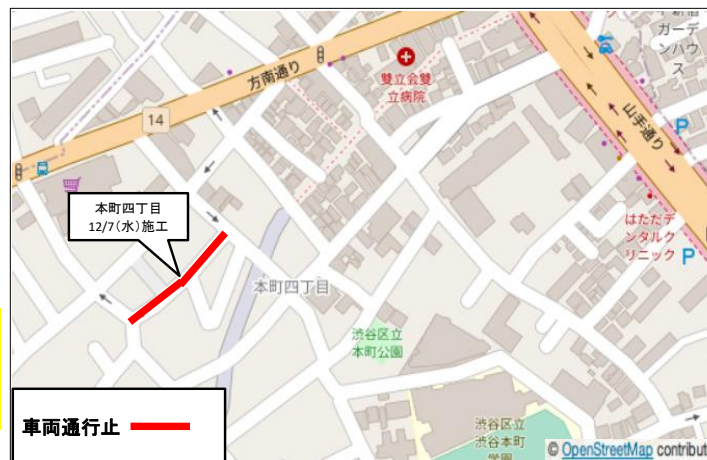 新宿
ガーデ
ンハウ
ス
方南通り
雙立会雙
立病院
山手通り
14
P
本町四丁目
12/7(水)施工
はただデ
ンタルク
リニック
P
本町四丁目
渋谷区立
本町公園
車両通行止
渋谷区立
渋谷本町
学園
© OpenStreetMap contribut